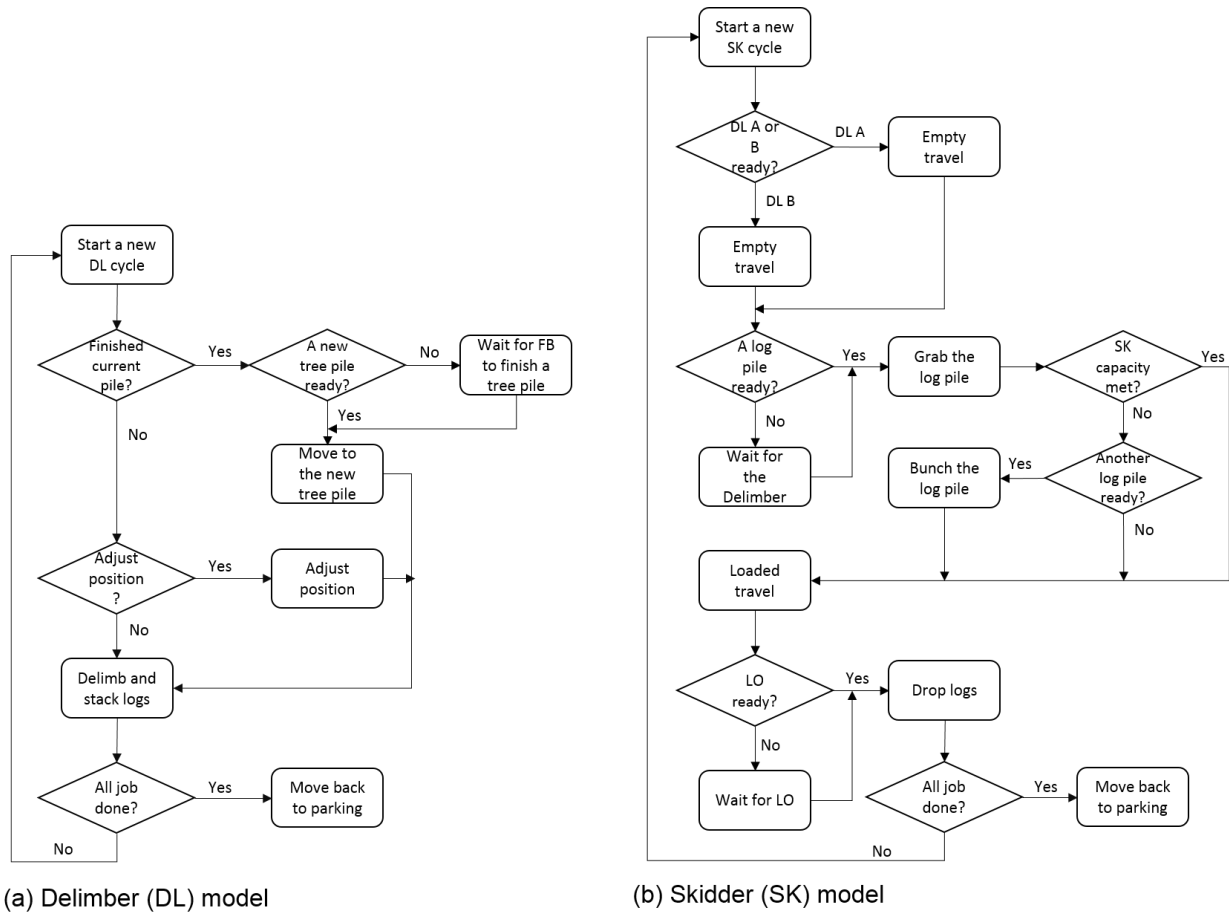 Start a new
DL cycle
Finished
current
pile?
Yes
A new
tree pile
ready?
No
Wait for FB
to finish a
tree pile
Yes
Move to
the new
tree pile
No
Adjust
position
?
Yes
Adjust
position
No
Delimb and
stack logs
All job
done?
Yes
Move back
to parking
No
(a) Delimber (DL) model
Start a new
SK cycle
DL A or
B
ready?
DL A
Empty
travel
DL B
Empty
travel
A log
pile
ready?
Yes
Grab the
log pile
SK
capacity
met?
Yes
No
No
Wait for
the
Delimber
Bunch the
log pile
Yes
Another
log pile
ready?
No
Loaded
travel
LO
ready?
Yes
Drop logs
No
Wait for LO
All job
done?
Yes
Move back
to parking
No
(b) Skidder (SK) model